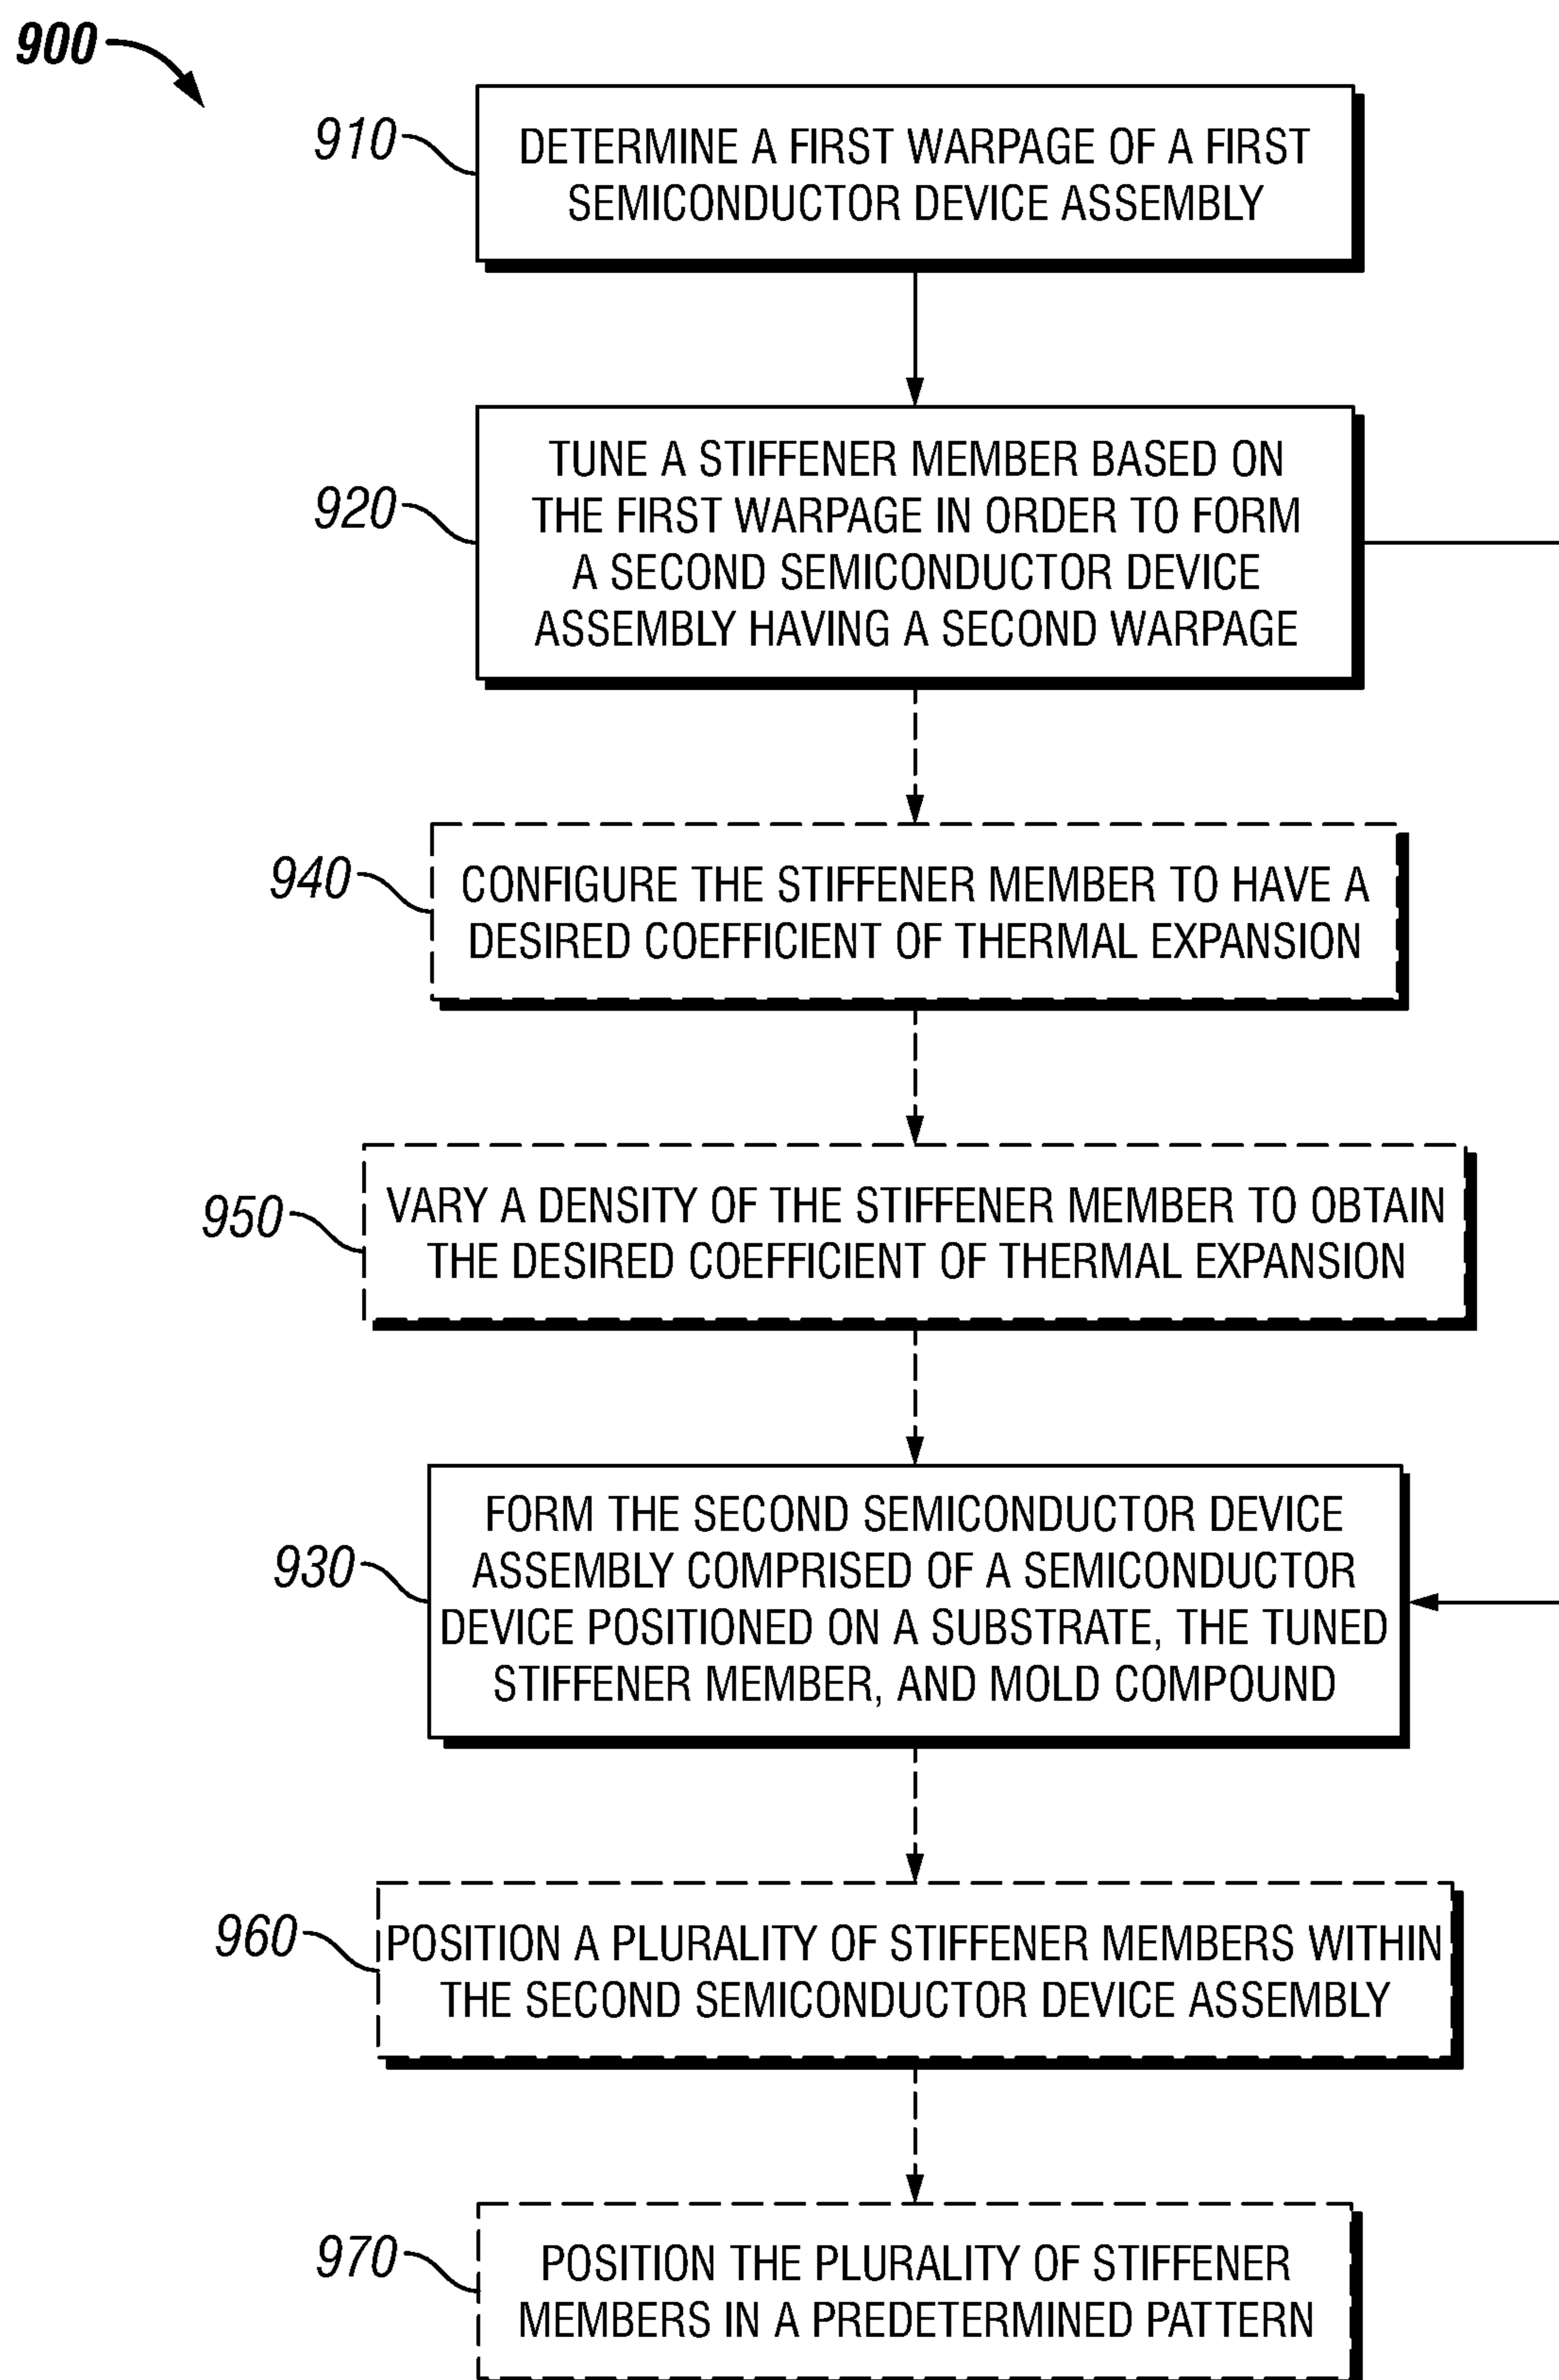 900
910
DETERMINE A FIRST WARPAGE OF A FIRST
SEMICONDUCTOR DEVICE ASSEMBLY
920
TUNE A STIFFENER MEMBER BASED ON
THE FIRST WARPAGE IN ORDER TO FORM
A SECOND SEMICONDUCTOR DEVICE
ASSEMBLY HAVING A SECOND WARPAGE
940
CONFIGURE THE STIFFENER MEMBER TO HAVE A
DESIRED COEFFICIENT OF THERMAL EXPANSION
950
VARY A DENSITY OF THE STIFFENER MEMBER TO OBTAIN
THE DESIRED COEFFICIENT OF THERMAL EXPANSION
930
FORM THE SECOND SEMICONDUCTOR DEVICE
ASSEMBLY COMPRISED OF A SEMICONDUCTOR
DEVICE POSITIONED ON A SUBSTRATE, THE TUNED
STIFFENER MEMBER, AND MOLD COMPOUND
960
POSITION A PLURALITY OF STIFFENER MEMBERS WITHIN
THE SECOND SEMICONDUCTOR DEVICE ASSEMBLY
970
POSITION THE PLURALITY OF STIFFENER
MEMBERS IN A PREDETERMINED PATTERN